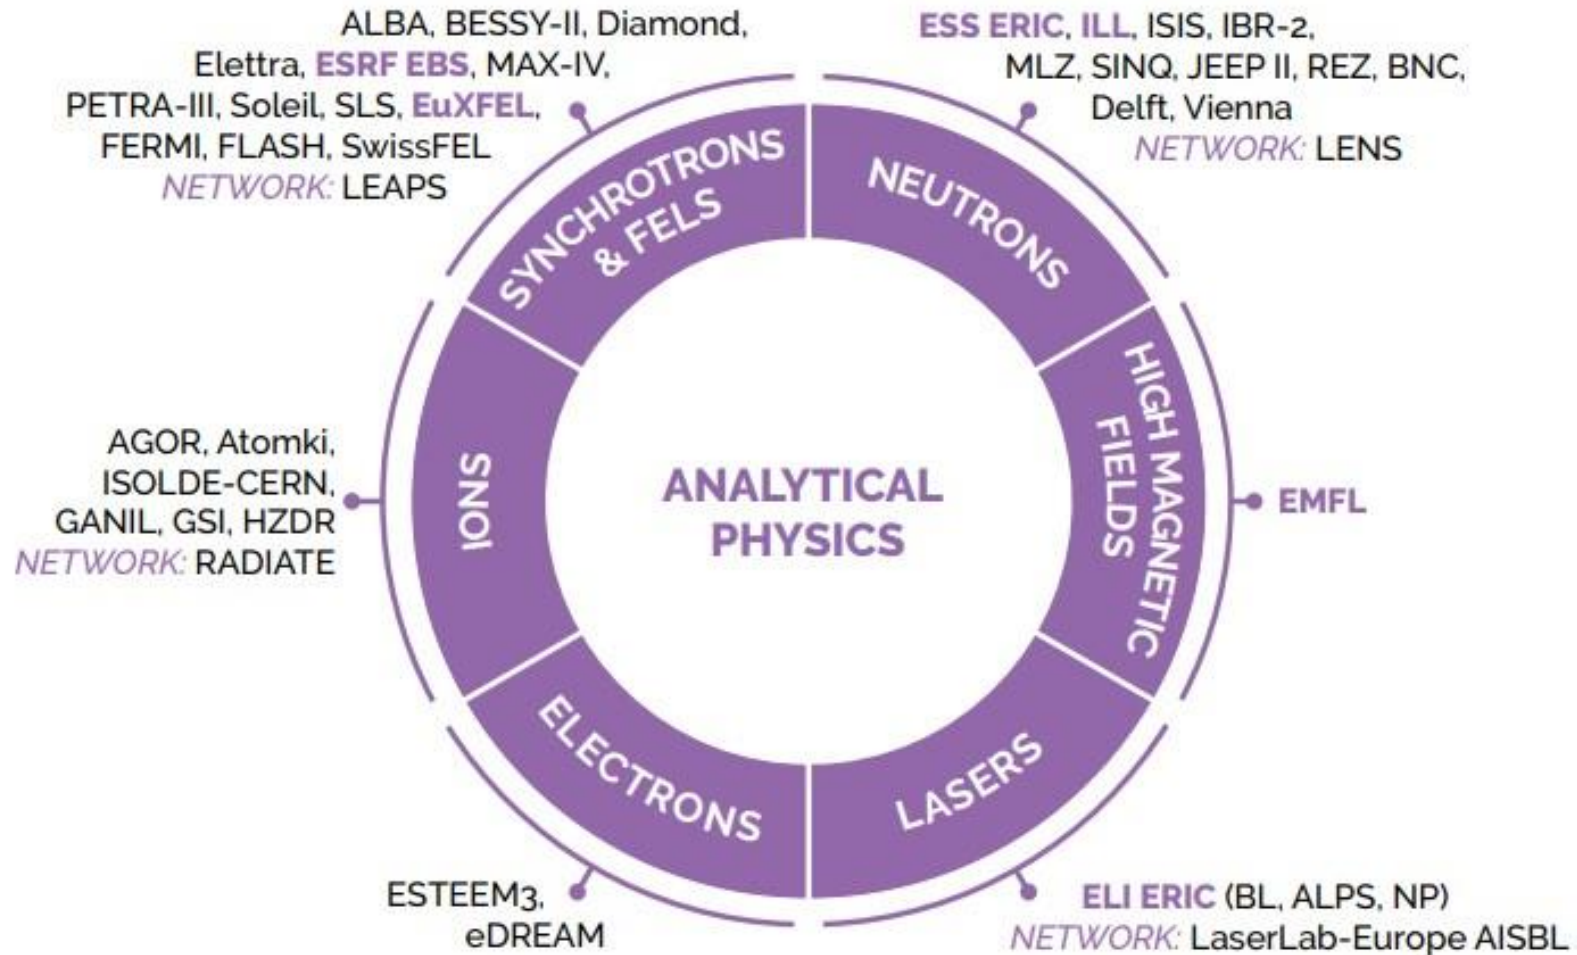 ALBA, BESSY-II, Diamond,
Elettra, ESRF EBS, MAX-IV,
PETRA-III, Soleil, SLS, EuXFEL,
FERMI, FLASH, SwissFEL
NETWORK: LEAPS
ESS ERIC, ILL, ISIS, IBR-2,
MLZ, SINQ, JEEP II, REZ, BNC,
Delft, Vienna
NETWORK: LENS
SYNCHROTRONS
& FELS
NEUTRONS
HIGH MAGNETIC
FIELDS
EMFL
AGOR, Atomki,
ISOLDE-CERN,
GANIL, GSI, HZDR
NETWORK: RADIATE
IONS
ANALYTICAL
PHYSICS
ELECTRONS
LASERS
ESTEEM3,
eDREAM
ELI ERIC (BL, ALPS, NP)
NETWORK: LaserLab-Europe AISBL